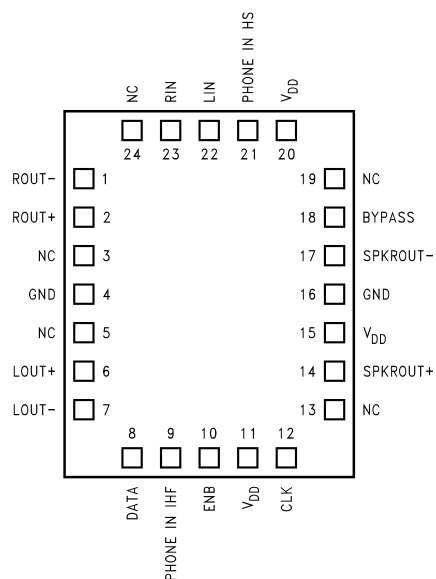 NC
RIN
LIN
PHONE IN HS
VDD
24
23
22
21
20
ROUT- 1
19 NC
ROUT+ 2
18 BYPASS
NC 3
17 SPKROUT-
GND 4
16 GND
NC 5
15 VDD
LOUT+ 6
14 SPKROUT+
LOUT- 7
13 NC
8
9
10
11
12
DATA
PHONE IN IHF
ENB
VDD
CLK